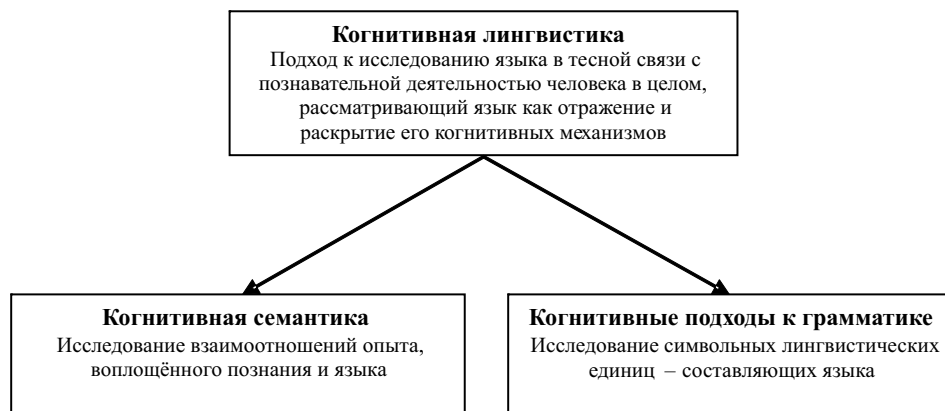 Когнитивная лингвистика
Подход к исследованию языка в тесной связи с
познавательной деятельностью человека в целом,
рассматривающий язык как отражение и
раскрытие его когнитивных механизмов
Когнитивная семантика
Исследование взаимоотношений опыта,
воплощённого познания и языка
Когнитивные подходы к грамматике
Исследование символьных лингвистических
единиц – составляющих языка